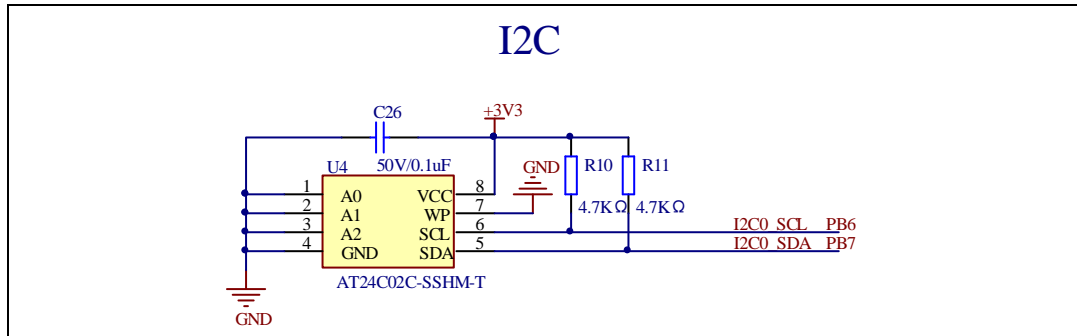 I2C
C26
+3V3
50V/0.1uF
GND
R10
R11
U4
1
A0
VCC
8
2
A1
WP
7
4.7KΩ
4.7KΩ
3
A2
SCL
6
I2C0_SCL
PB6
4
GND
SDA
5
I2C0_SDA
PB7
AT24C02C-SSHM-T
GND